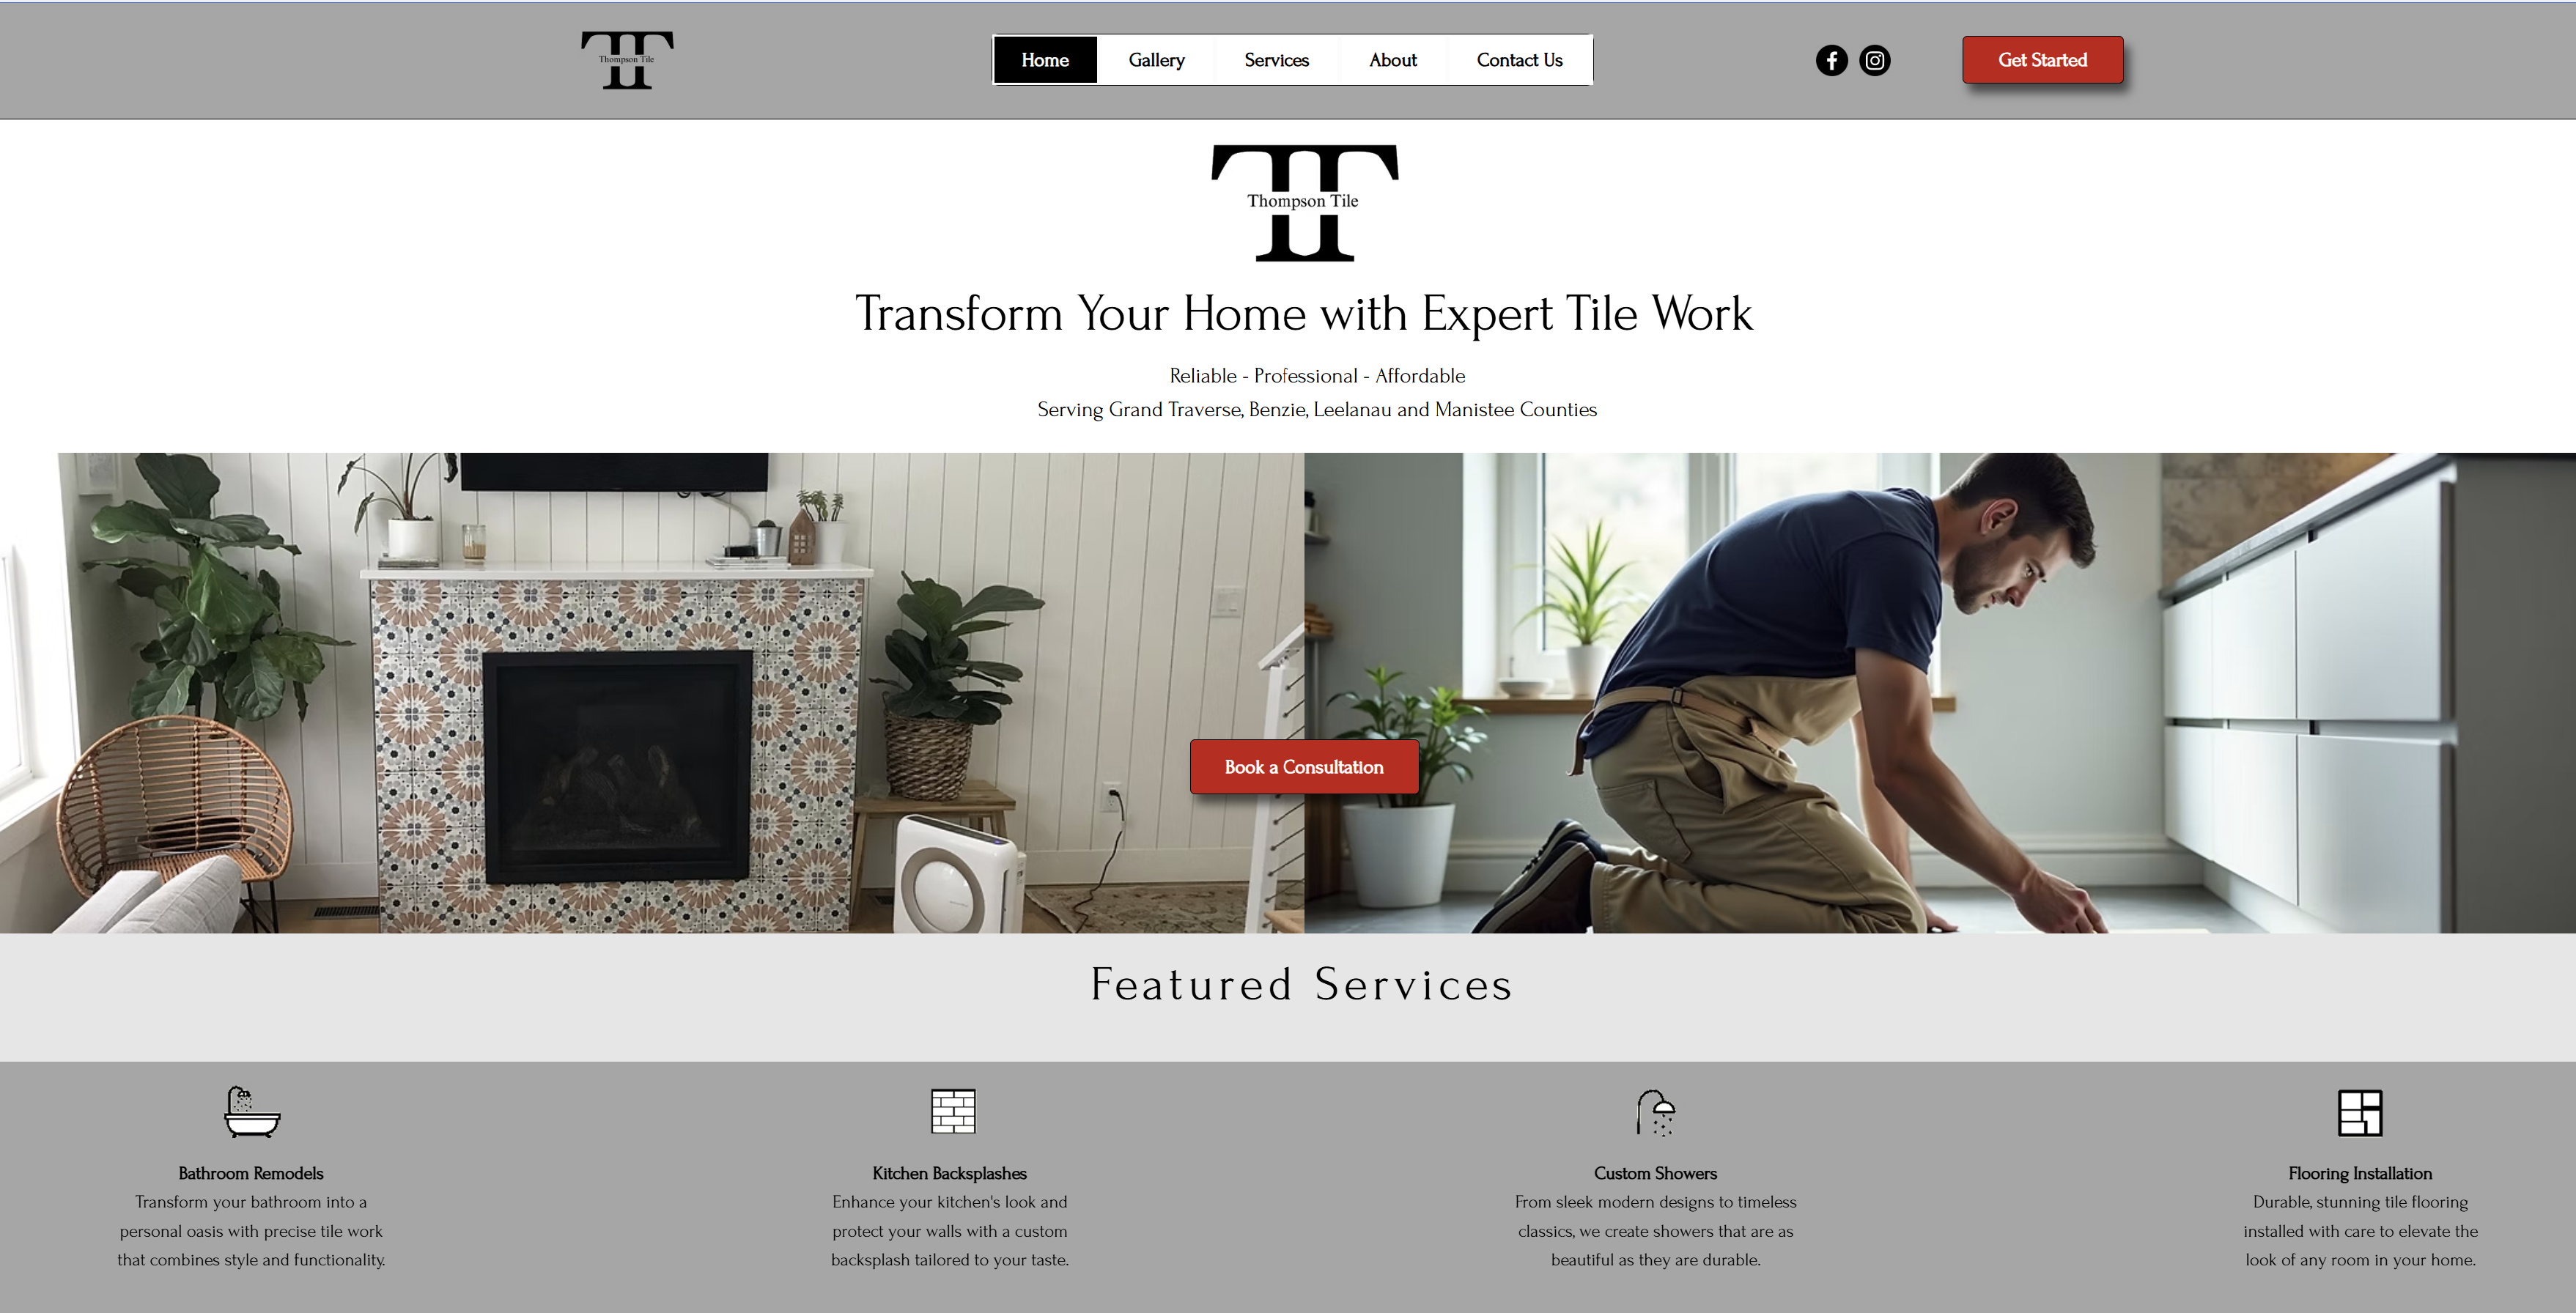 Thompson Tile
Home
Gallery
Services
About
Contact Us
Get Started
Thompson Tile
Transform Your Home with Expert Tile Work
Reliable - Professional - Affordable
Serving Grand Traverse, Benzie, Leelanau and Manistee Counties
Book a Consultation
Featured Services
Bathroom Remodels
Transform your bathroom into a
personal oasis with precise tile work
that combines style and functionality.
Kitchen Backsplashes
Enhance your kitchen's look and
protect your walls with a custom
backsplash tailored to your taste.
Custom Showers
From sleek modern designs to timeless
classics, we create showers that are as
beautiful as they are durable.
Flooring Installation
Durable, stunning tile flooring
installed with care to elevate the
look of any room in your home.